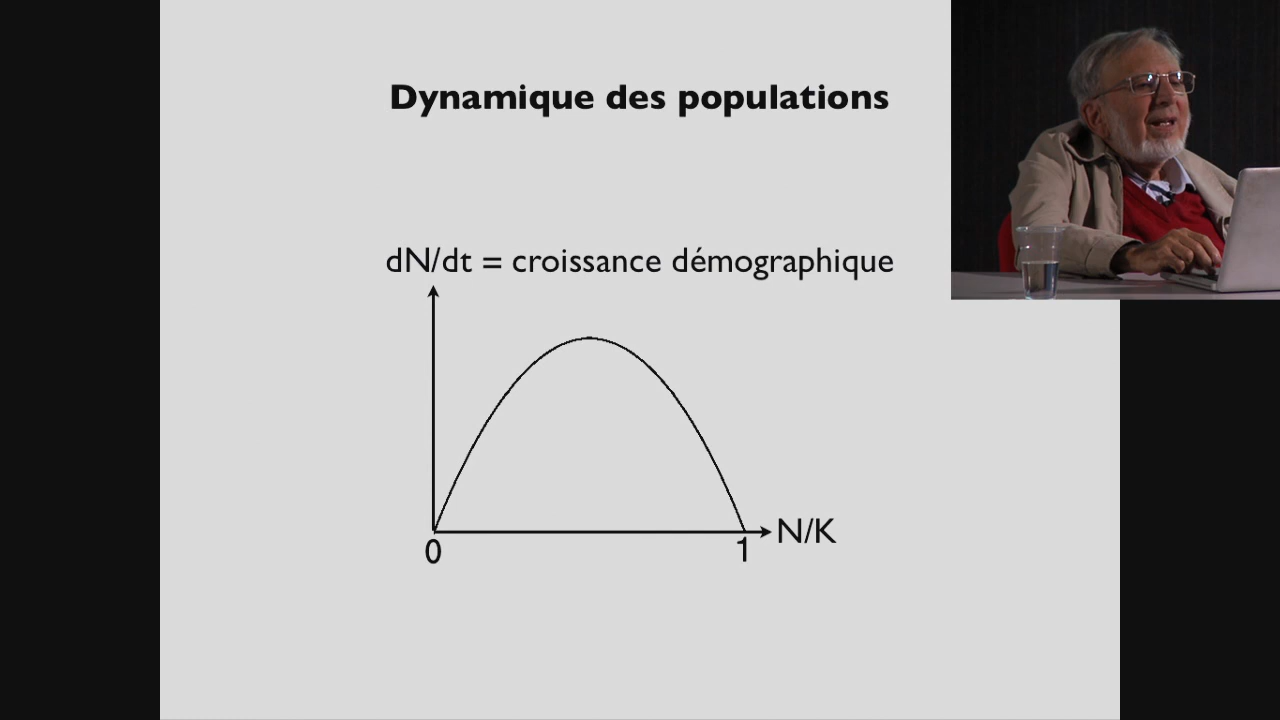 Dynamique des populations
dN/dt = croissance démographique
N/K
0
1